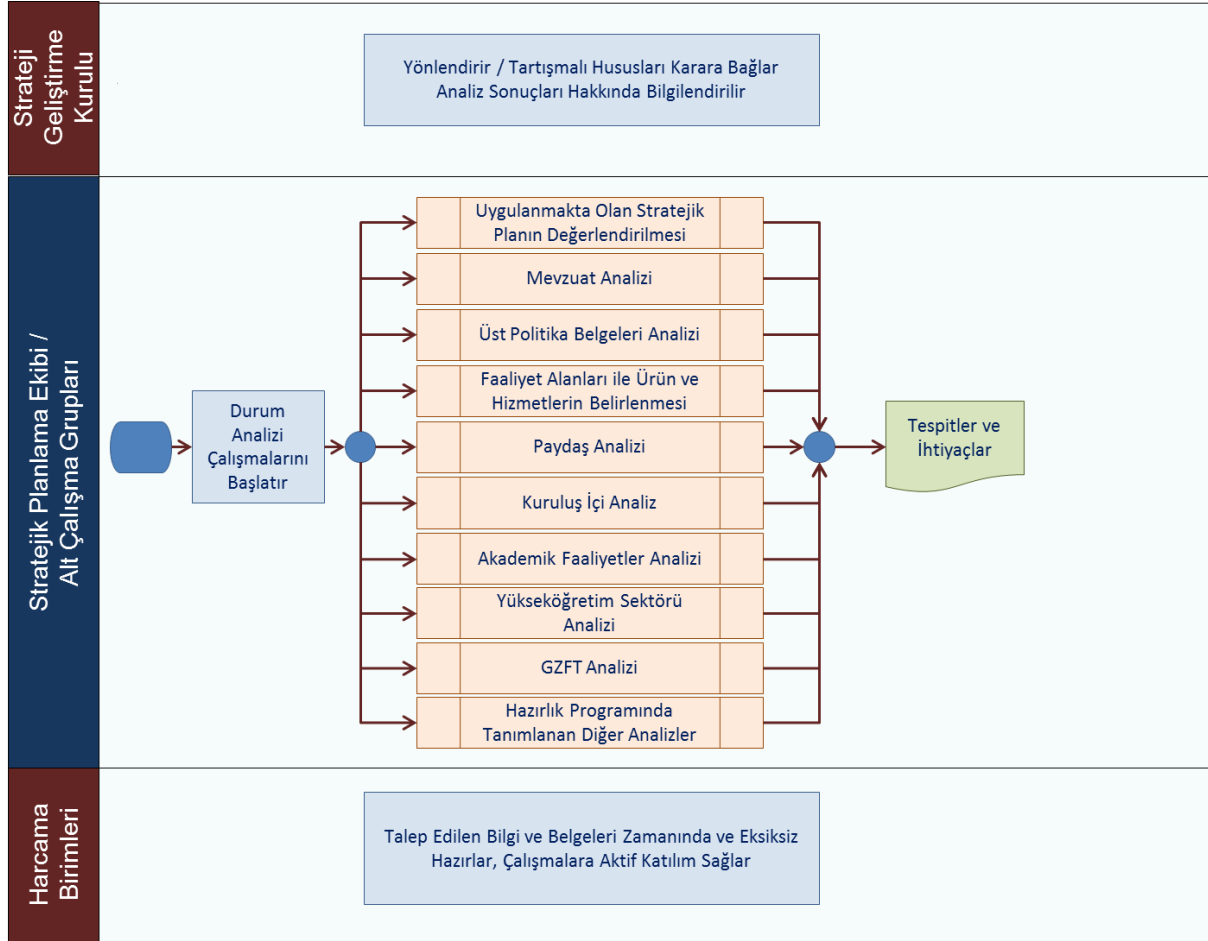 Strateji
Geliştirme
Kurulu
Yönlendirir / Tartışmalı Hususları Karara Bağlar
Analiz Sonuçları Hakkında Bilgilendirilir
Stratejik Planlama Ekibi /
Alt Çalışma Grupları
Durum
Analizi
Çalışmalarını
Başlatır
Uygulanmakta Olan Stratejik
Planın Değerlendirilmesi
Mevzuat Analizi
Üst Politika Belgeleri Analizi
Faaliyet Alanları ile Ürün ve
Hizmetlerin Belirlenmesi
Paydaş Analizi
Kuruluş İçi Analiz
Akademik Faaliyetler Analizi
Yükseköğretim Sektörü
Analizi
GZFT Analizi
Hazırlık Programında
Tanımlanan Diğer Analizler
Tespitler ve
İhtiyaçlar
Harcama
Birimleri
Talep Edilen Bilgi ve Belgeleri Zamanında ve Eksiksiz
Hazırlar, Çalışmalara Aktif Katılım Sağlar